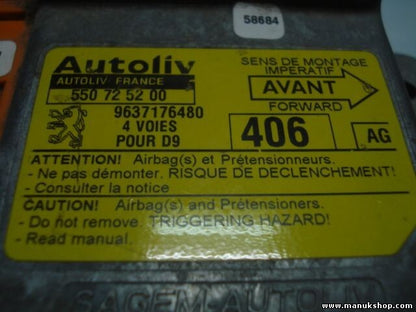 58684
Autoliv
AUTOLIV FRANCE
550 72 52 00
9637176480
4 VOIES
POUR D9
SENS DE MONTAGE
IMPERATIF
AVANT
FORWARD
406
AG
ATTENTION! Airbag(s) et Prétensionneurs.
- Ne pas démonter. RISQUE DE DECLENCHEMENT!
- Consulter la notice
CAUTION! Airbag(s) and Pretensioners.
- Do not remove. TRIGGERING HAZARD!
- Read manual.
SAGEM-AUTOLIV
www.manukshop.com